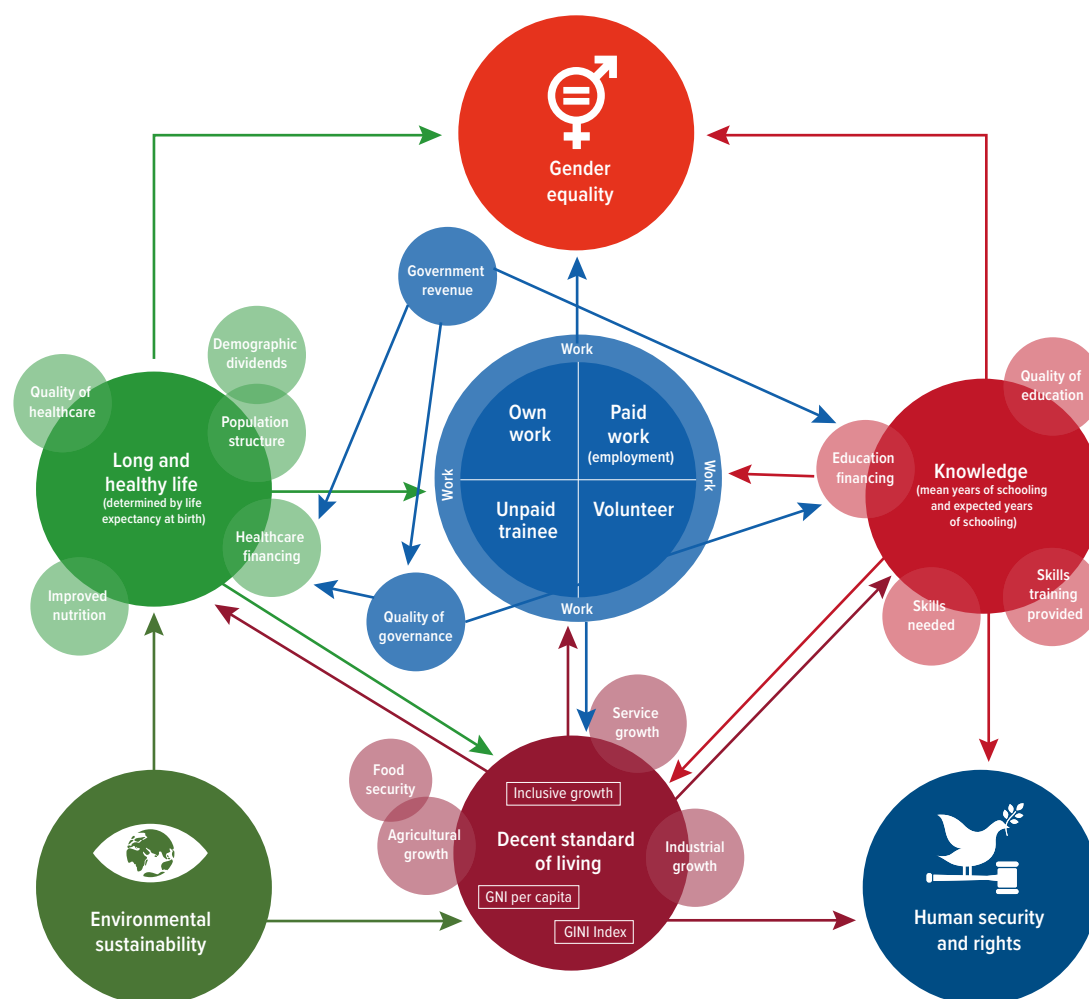 Gender
equality
Government
revenue
Demographic
dividends
Quality of
healthcare
Population
structure
Long and
healthy life
(determined by life
expectancy at birth)
Healthcare
financing
Improved
nutrition
Work
Work
Work
Work
Own
work
Paid
work
(employment)
Unpaid
trainee
Volunteer
Quality of
governance
Quality of
education
Education
financing
Knowledge
(mean years of schooling
and expected years
of schooling)
Skills
needed
Skills
training
provided
Service
growth
Food
security
Agricultural
growth
Inclusive growth
Decent standard
of living
Industrial
growth
GNI per capita
GINI Index
Environmental
sustainability
Human security
and rights